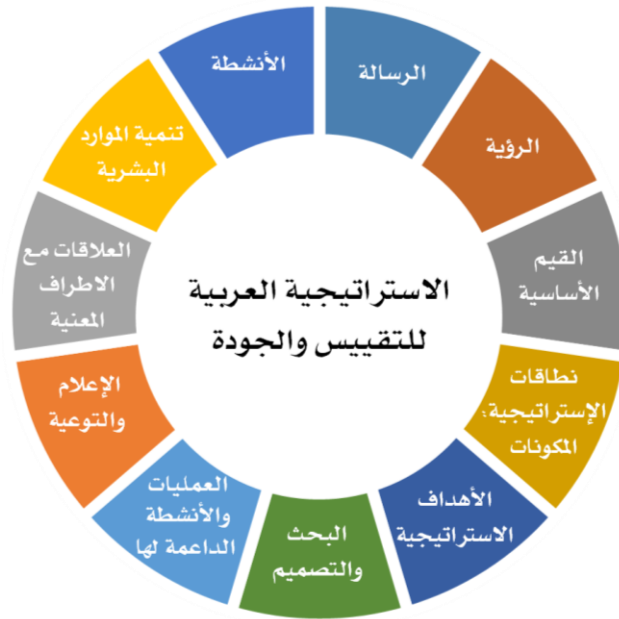 الاستراتيجية العربية
للتقييس والجودة
الرسالة
الرؤية
القيم
الأساسية
نطاقات
الإستراتيجية:
المكونات
الأهداف
الاستراتيجية
البحث
والتصميم
العمليات
والأنشطة
الداعمة لها
الإعلام
والتوعية
العلاقات مع
الاطراف
المعنية
تنمية الموارد
البشرية
الأنشطة